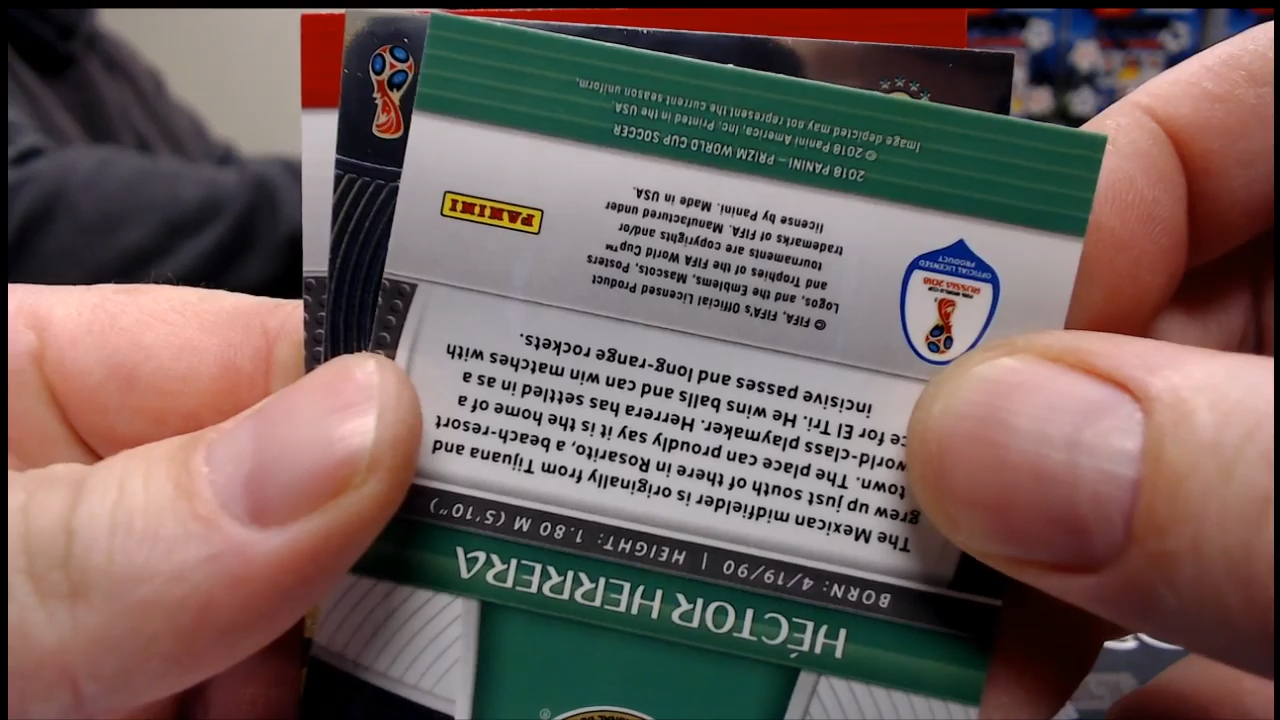 HÉCTOR HERRERA
BORN: 4/19/90 | HEIGHT: 1.80 M (5'10")
The Mexican midfielder is originally from Tijuana and
grew up just south of there in Rosarito, a beach-resort
town. The place can proudly say it is the home of a
world-class playmaker. Herrera has settled in as a
ce for El Tri. He wins balls and can win matches with
incisive passes and long-range rockets.
© FIFA, FIFA's Official Licensed Product
Logos, and the Emblems, Mascots, Posters
and Trophies of the FIFA World Cup™
tournaments are copyrights and/or
trademarks of FIFA. Manufactured under
license by Panini. Made in USA.
FIFA WORLD CUP
RUSSIA 2018
OFFICIAL LICENSED
PRODUCT
PANINI
2018 PANINI – PRIZM WORLD CUP SOCCER
© 2018 Panini America, Inc. Printed in the USA.
Image depicted may not represent the current season uniform.